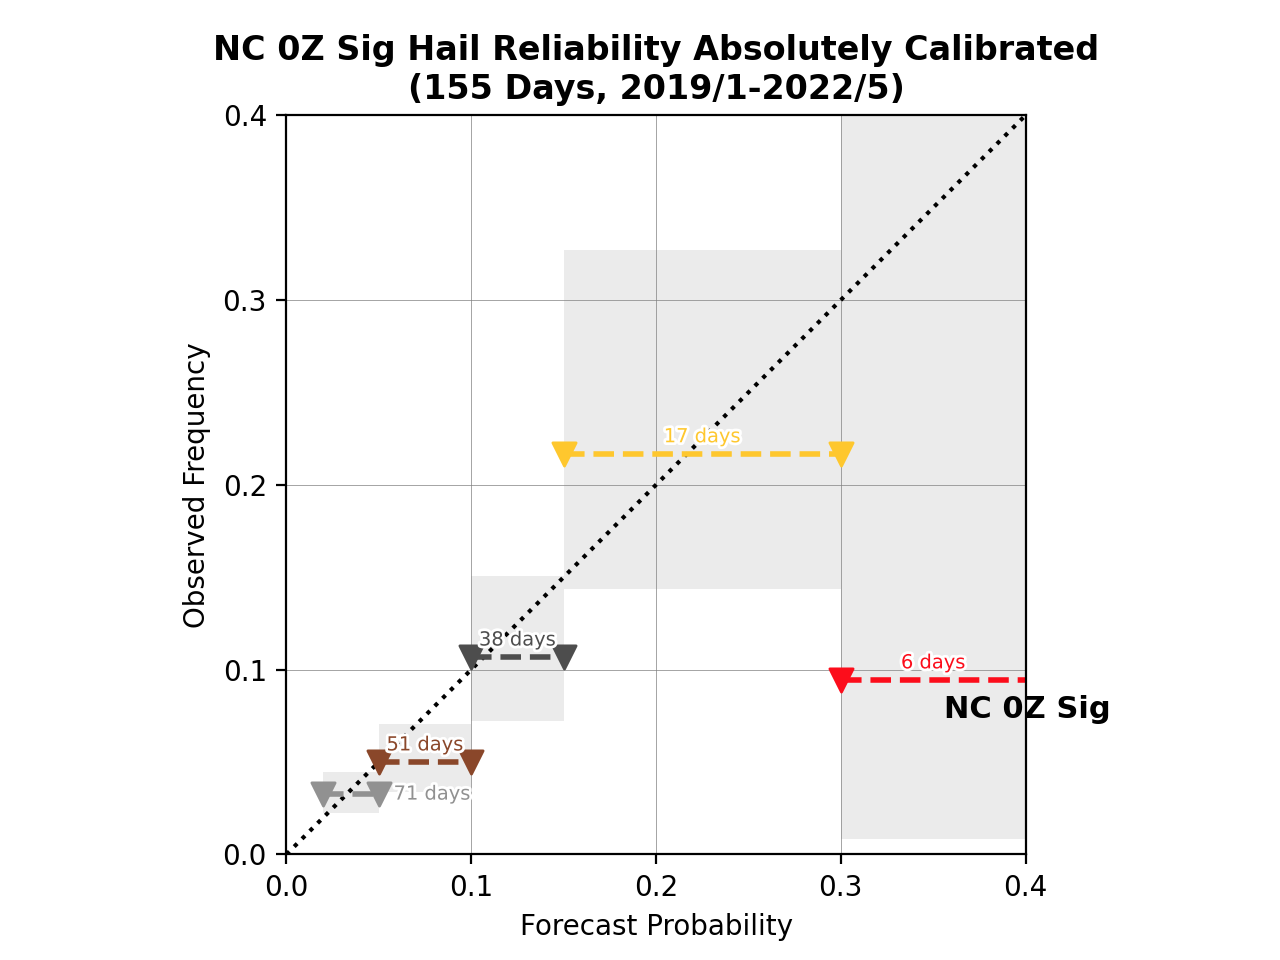 NC 0Z Sig Hail Reliability Absolutely Calibrated
(155 Days, 2019/1-2022/5)
0.4
0.3
0.2
0.1
0.0
Observed Frequency
17 days
38 days
6 days
NC 0Z Sig
51 days
71 days
0.0 0.1 0.2 0.3 0.4
Forecast Probability